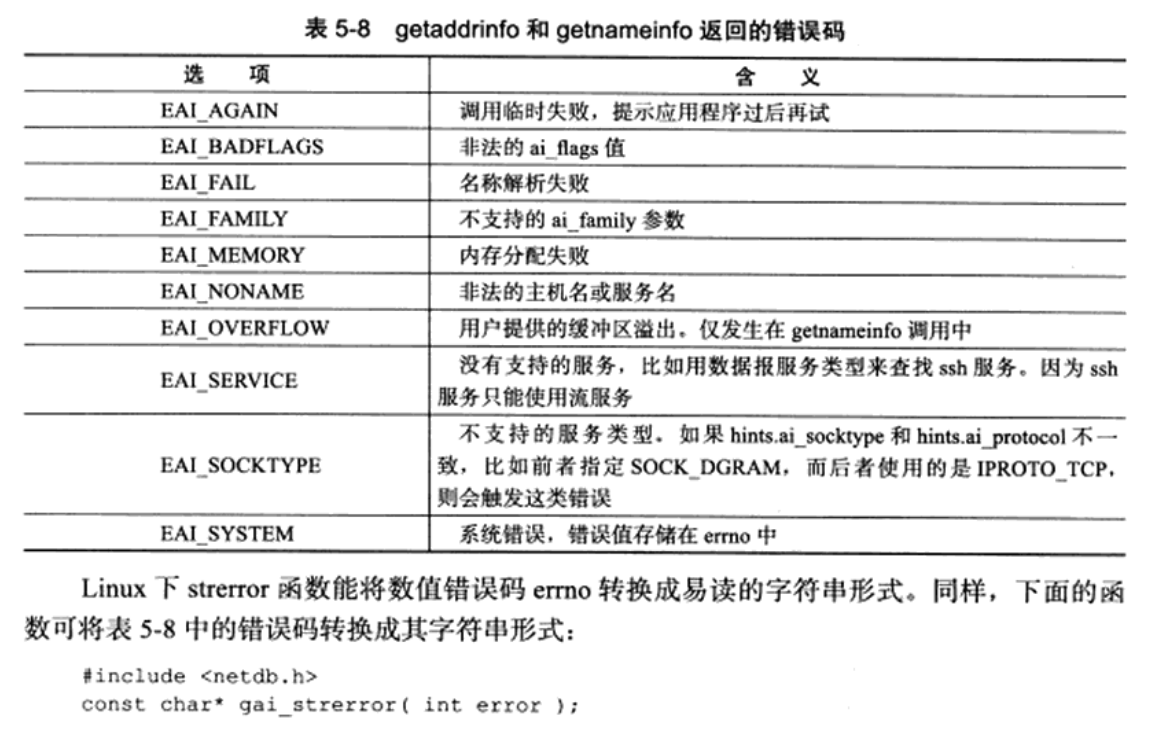 表 5-8 getaddrinfo 和 getnameinfo 返回的错误码
选 项 含 义
EAI_AGAIN 调用临时失败，提示应用程序过后再试
EAI_BADFLAGS 非法的 ai_flags 值
EAI_FAIL 名称解析失败
EAI_FAMILY 不支持的 ai_family 参数
EAI_MEMORY 内存分配失败
EAI_NONAME 非法的主机名或服务名
EAI_OVERFLOW 用户提供的缓冲区溢出。仅发生在 getnameinfo 调用中
EAI_SERVICE 没有支持的服务，比如用数据报服务类型来查找 ssh 服务。因为 ssh
服务只能使用流服务
EAI_SOCKTYPE 不支持的服务类型。如果 hints.ai_socktype 和 hints.ai_protocol 不一
致，比如前者指定 SOCK_DGRAM，而后者使用的是 IPROTO_TCP，
则会触发这类错误
EAI_SYSTEM 系统错误，错误值存储在 errno 中
Linux 下 strerror 函数能将数值错误码 errno 转换成易读的字符串形式。同样，下面的函
数可将表 5-8 中的错误码转换成其字符串形式：
#include <netdb.h>
const char* gai_strerror( int error );